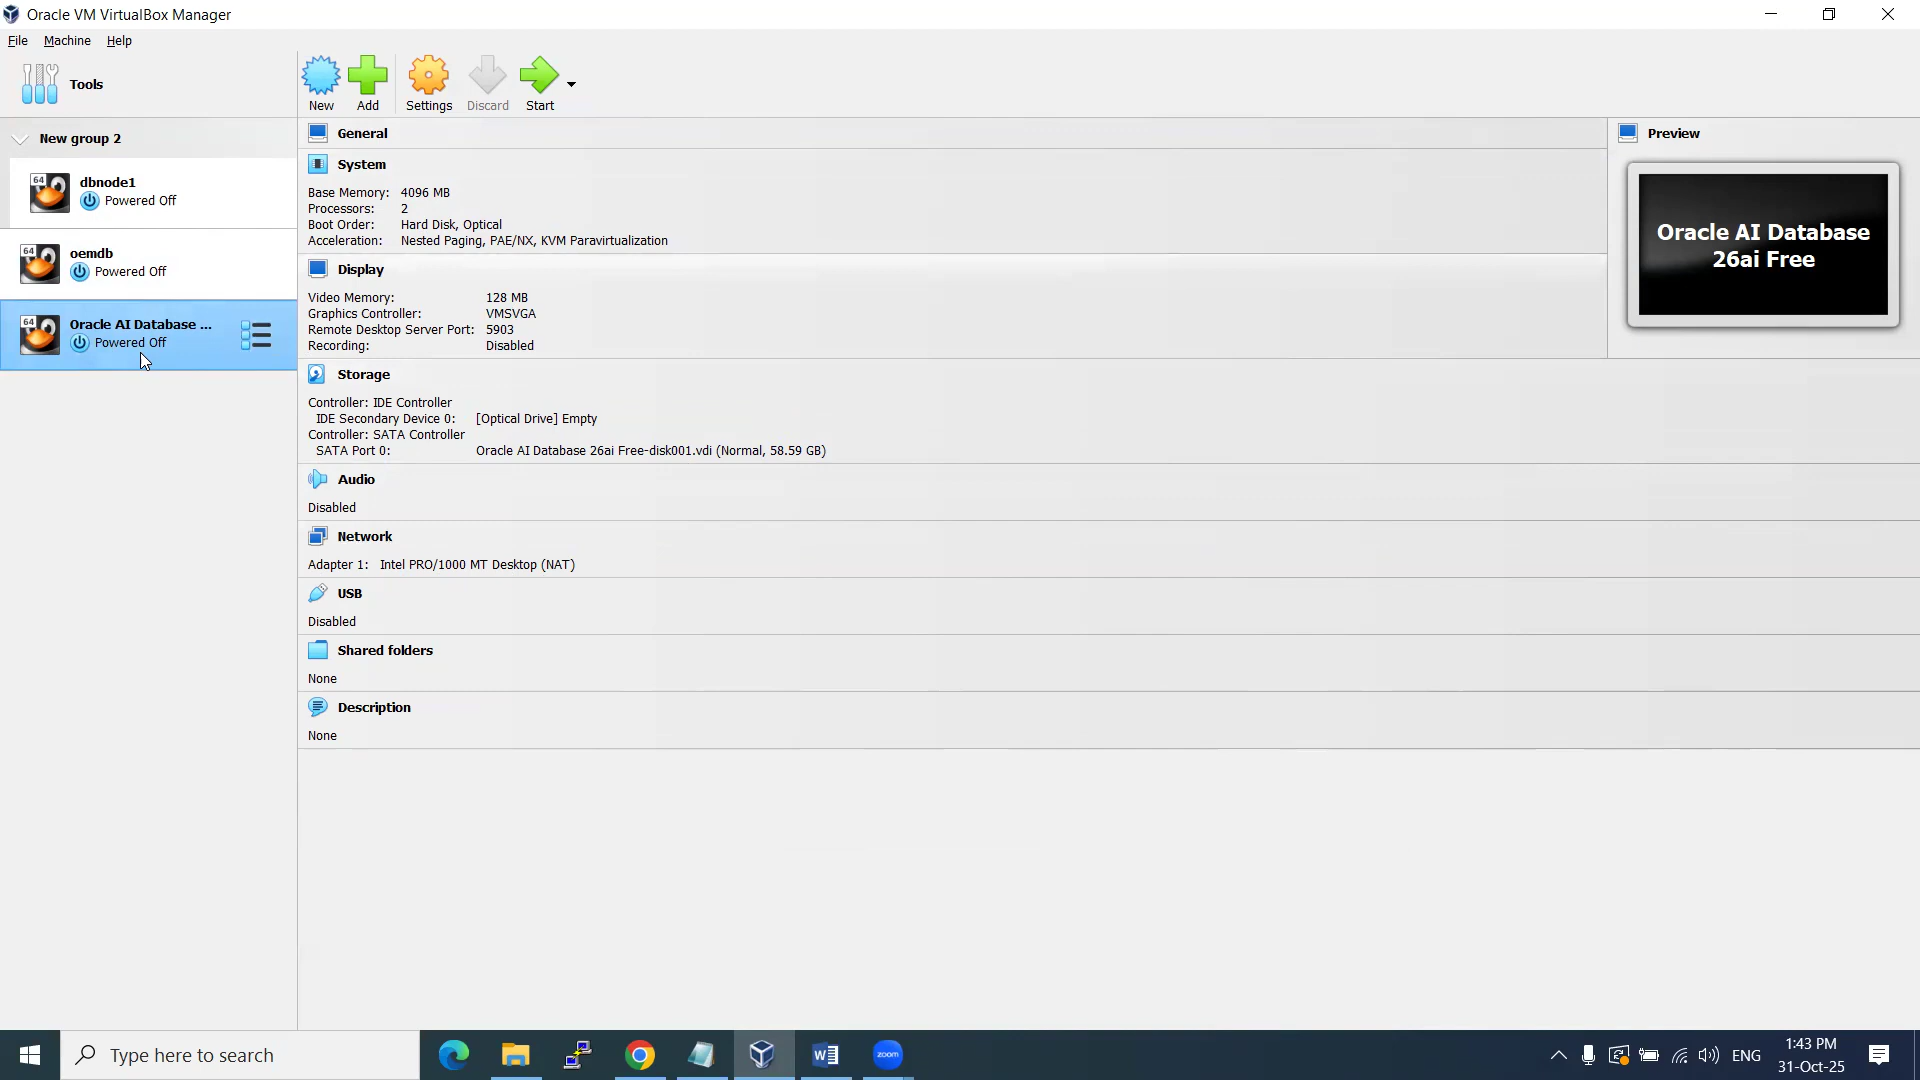 Oracle VM VirtualBox Manager
File Machine Help
Tools
New Add Settings Discard Start
New group 2
64 dbnode1
Powered Off
64 oemdb
Powered Off
64 Oracle AI Database ...
Powered Off
General
System
Base Memory: 4096 MB
Processors: 2
Boot Order: Hard Disk, Optical
Acceleration: Nested Paging, PAE/NX, KVM Paravirtualization
Display
Video Memory: 128 MB
Graphics Controller: VMSVGA
Remote Desktop Server Port: 5903
Recording: Disabled
Storage
Controller: IDE Controller
IDE Secondary Device 0: [Optical Drive] Empty
Controller: SATA Controller
SATA Port 0: Oracle AI Database 26ai Free-disk001.vdi (Normal, 58.59 GB)
Audio
Disabled
Network
Adapter 1: Intel PRO/1000 MT Desktop (NAT)
USB
Disabled
Shared folders
None
Description
None
Preview
Oracle AI Database
26ai Free
Type here to search
W
zoom
ENG
1:43 PM
31-Oct-25